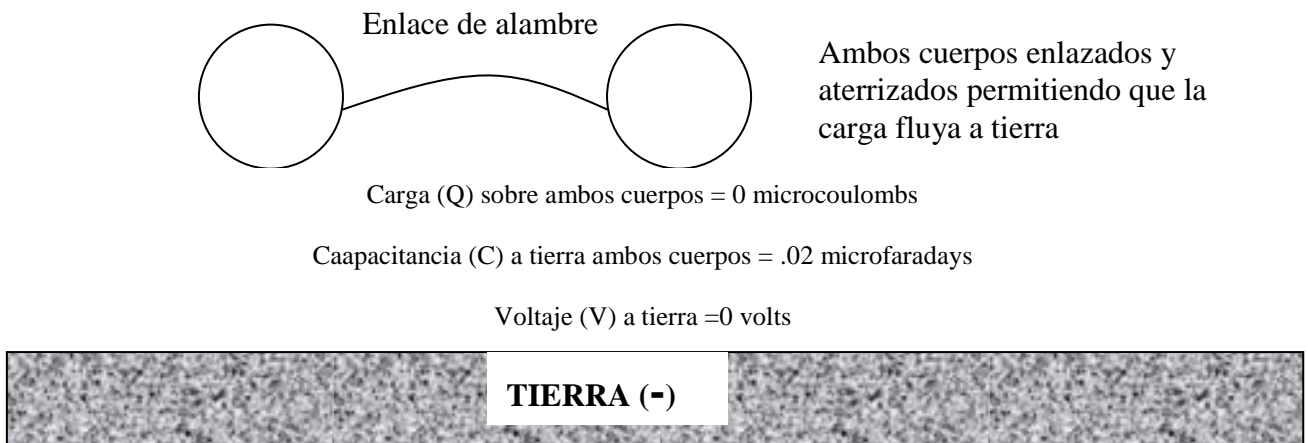 Enlace de alambre
Ambos cuerpos enlazados y
aterrizados permitiendo que la
carga fluya a tierra
Carga (Q) sobre ambos cuerpos = 0 microcoulombs
Caapacitancia (C) a tierra ambos cuerpos = .02 microfaradays
Voltaje (V) a tierra =0 volts
TIERRA (-)